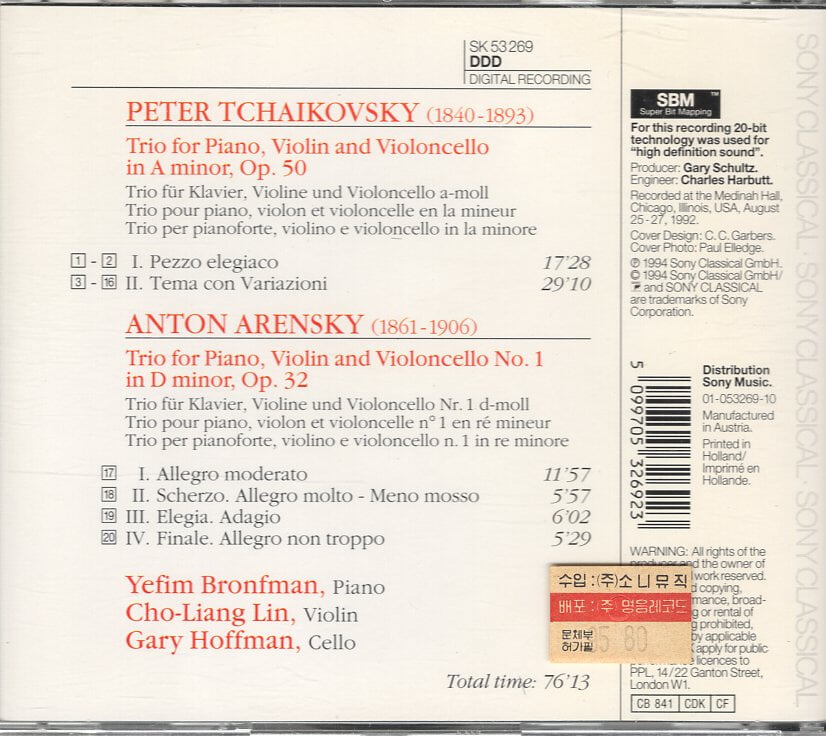 SK 53269
DDD
DIGITAL RECORDING
PETER TCHAIKOVSKY (1840-1893)
Trio for Piano, Violin and Violoncello
in A minor, Op. 50
Trio für Klavier, Violine und Violoncello a-moll
Trio pour piano, violon et violoncelle en la mineur
Trio per pianoforte, violino e violoncello in la minore
1 - 2 I. Pezzo elegiaco 17'28
3 - 16 II. Tema con Variazioni 29'10
ANTON ARENSKY (1861-1906)
Trio for Piano, Violin and Violoncello No. 1
in D minor, Op. 32
Trio für Klavier, Violine und Violoncello Nr. 1 d-moll
Trio pour piano, violon et violoncelle n° 1 en ré mineur
Trio per pianoforte, violino e violoncello n. 1 in re minore
17 I. Allegro moderato 11'57
18 II. Scherzo. Allegro molto - Meno mosso 5'57
19 III. Elegia. Adagio 6'02
20 IV. Finale. Allegro non troppo 5'29
Yefim Bronfman, Piano
Cho-Liang Lin, Violin
Gary Hoffman, Cello
Total time: 76'13
SBM™
Super Bit Mapping
For this recording 20-bit
technology was used for
"high definition sound".
Producer: Gary Schultz.
Engineer: Charles Harbutt.
Recorded at the Medinah Hall,
Chicago, Illinois, USA, August
25-27, 1992.
Cover Design: C. C. Garbers.
Cover Photo: Paul Elledge.
℗ 1994 Sony Classical GmbH.
© 1994 Sony Classical GmbH/
and SONY CLASSICAL
are trademarks of Sony
Corporation.
5 099705 326923
Distribution
Sony Music.
01-053269-10
Manufactured
in Austria.
Printed in
Holland/
Imprimé en
Hollande.
WARNING: All rights of the
producer and the owner of
work reserved.
copying,
broad-
or rental of
prohibited,
by applicable
apply for public
licences to
PPL, 14/22 Ganton Street,
London W1.
CB 841 CDK CF
수입 : (주)소니뮤직
배포 : (주) 명음레코드
문체부
허가필
SONY CLASSICAL · SONY CLASSICAL · SONY CLASSICAL · SONY CLASSICAL